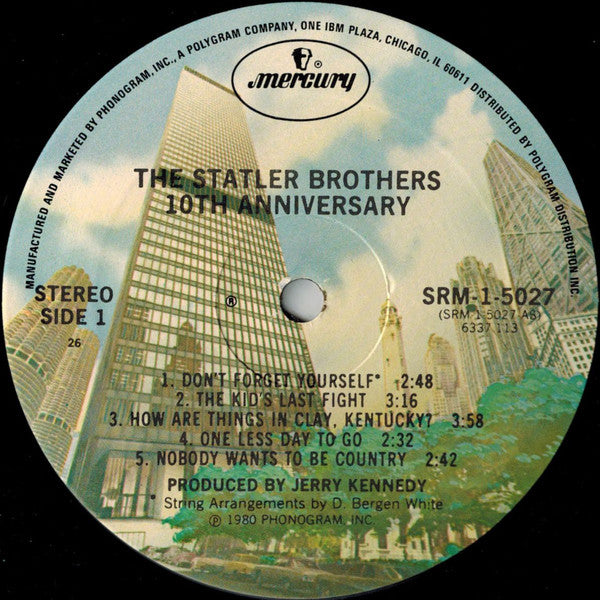 MANUFACTURED AND MARKETED BY PHONOGRAM, INC., A POLYGRAM COMPANY, ONE IBM PLAZA, CHICAGO, IL 60611 DISTRIBUTED BY POLYGRAM DISTRIBUTION INC.
®
mercury
THE STATLER BROTHERS
10TH ANNIVERSARY
STEREO
SIDE 1
26
®
SRM-1-5027
(SRM-1-5027-AS)
6337 113
1. DON'T FORGET YOURSELF* 2:48
2. THE KID'S LAST FIGHT 3:16
3. HOW ARE THINGS IN CLAY, KENTUCKY? 3:58
4. ONE LESS DAY TO GO 2:32
5. NOBODY WANTS TO BE COUNTRY 2:42
PRODUCED BY JERRY KENNEDY
* String Arrangements by D. Bergen White
℗ 1980 PHONOGRAM, INC.